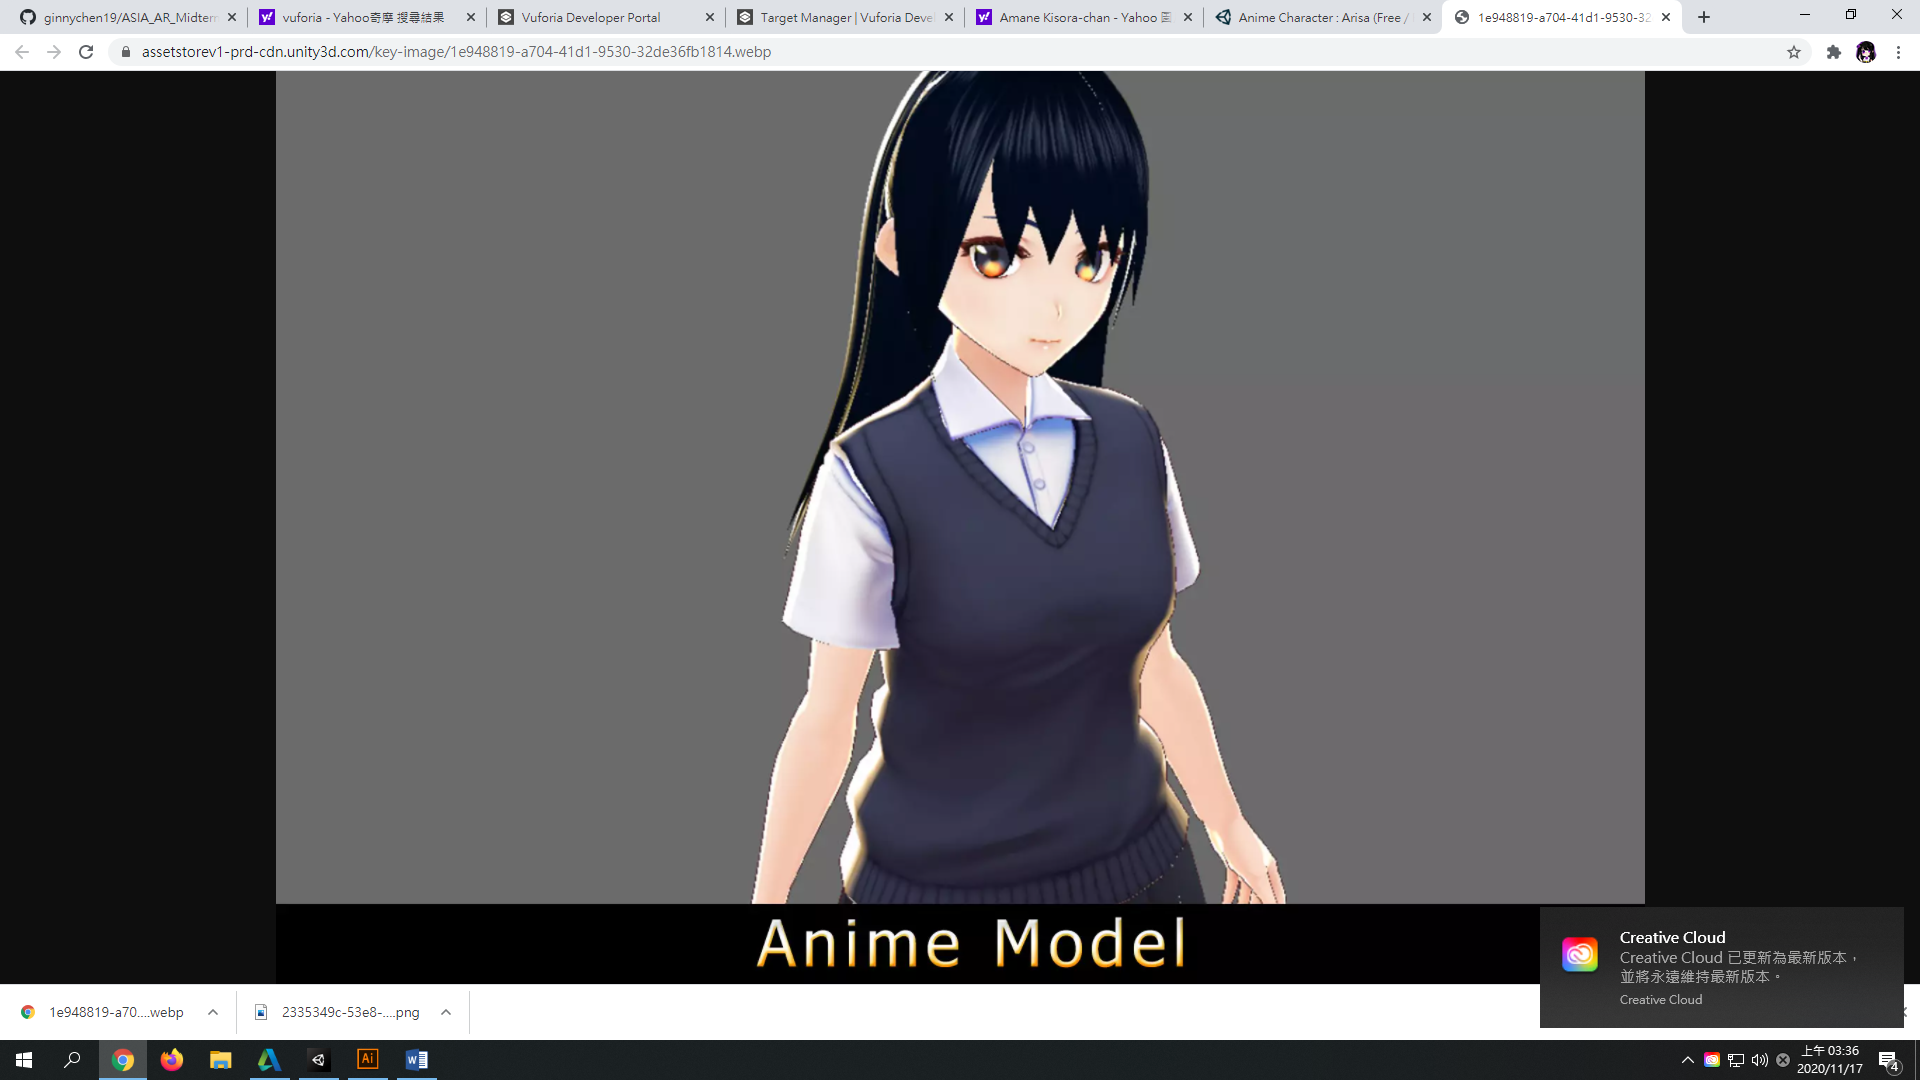 ginnychen19/ASIA_AR_Midterm
vuforia - Yahoo奇摩 搜尋結果
Vuforia Developer Portal
Target Manager | Vuforia Deve
Amane Kisora-chan - Yahoo 圖
Anime Character : Arisa (Free /
1e948819-a704-41d1-9530-32
assetstorev1-prd-cdn.unity3d.com/key-image/1e948819-a704-41d1-9530-32de36fb1814.webp
Anime Model
Creative Cloud
Creative Cloud 已更新為最新版本，
並將永遠維持最新版本。
Creative Cloud
1e948819-a70....webp
2335349c-53e8-....png
Ai
上午 03:36
2020/11/17
4